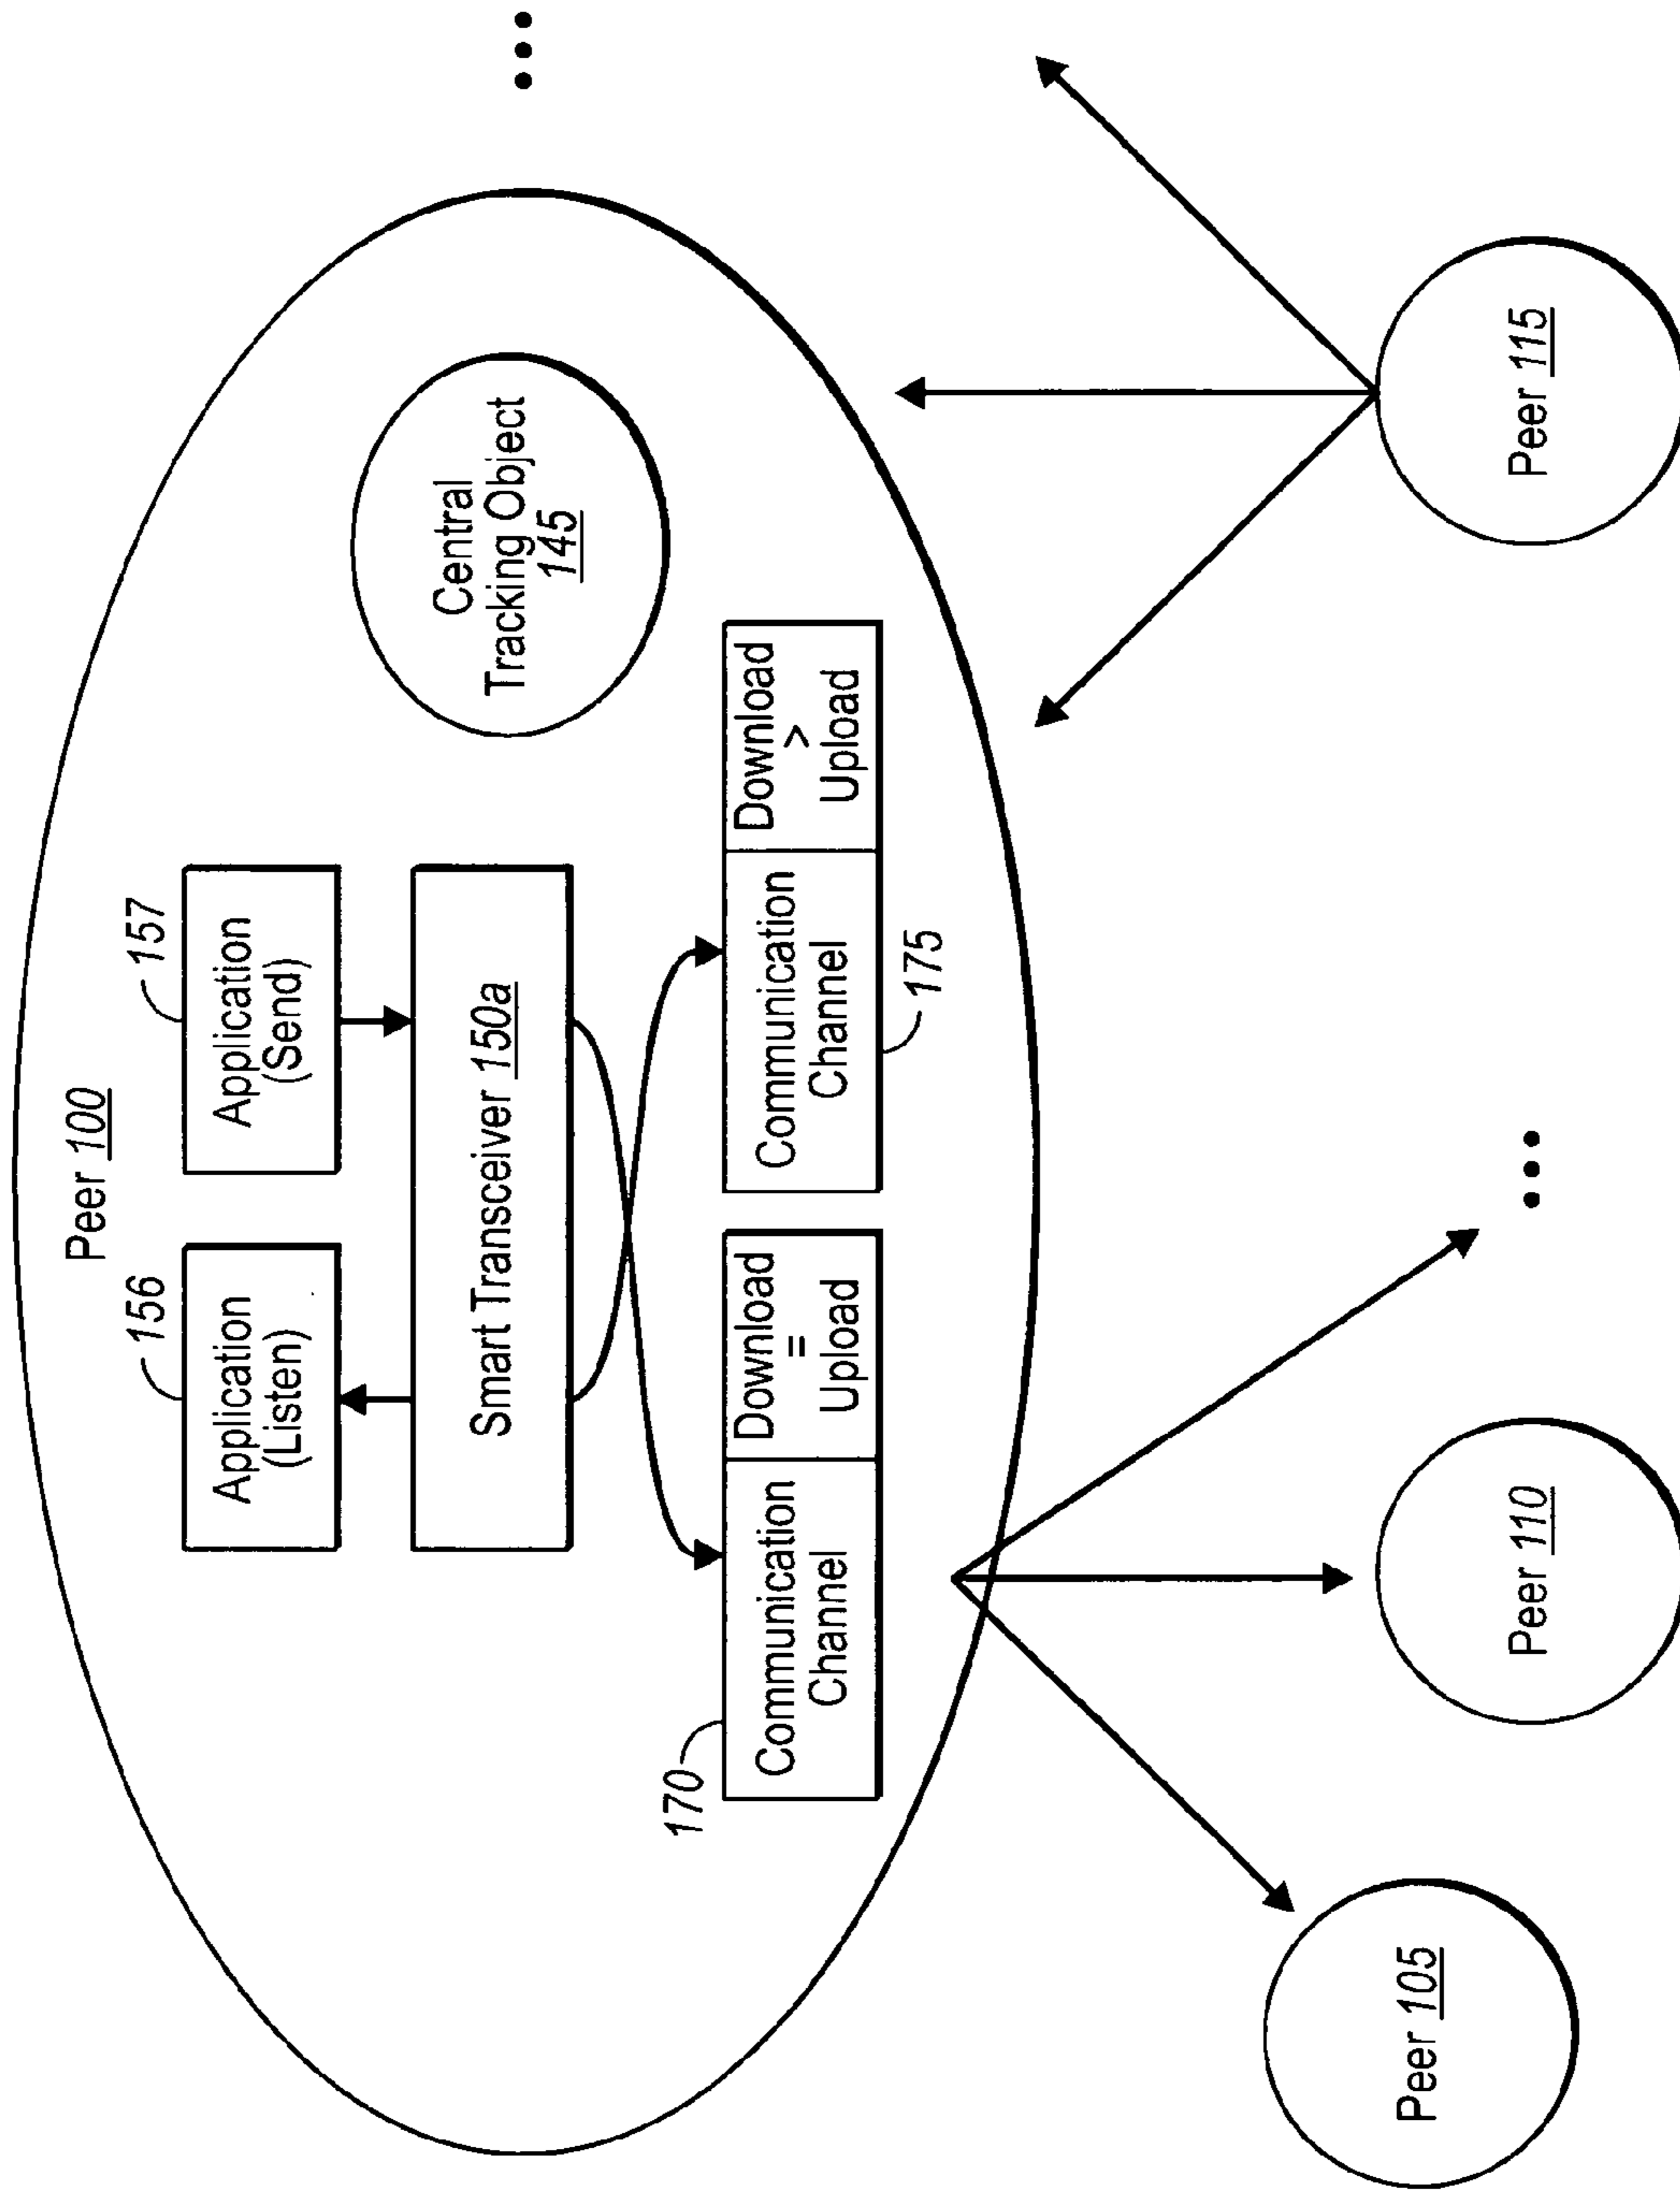 Peer 100
156
157
Application
(Listen)
Application
(Send)
Smart Transceiver 150a
Central
Tracking Object
145
170
Communication
Channel
Download
=
Upload
Communication
Channel
Download
>
Upload
175
...
Peer 105
Peer 110
...
Peer 115